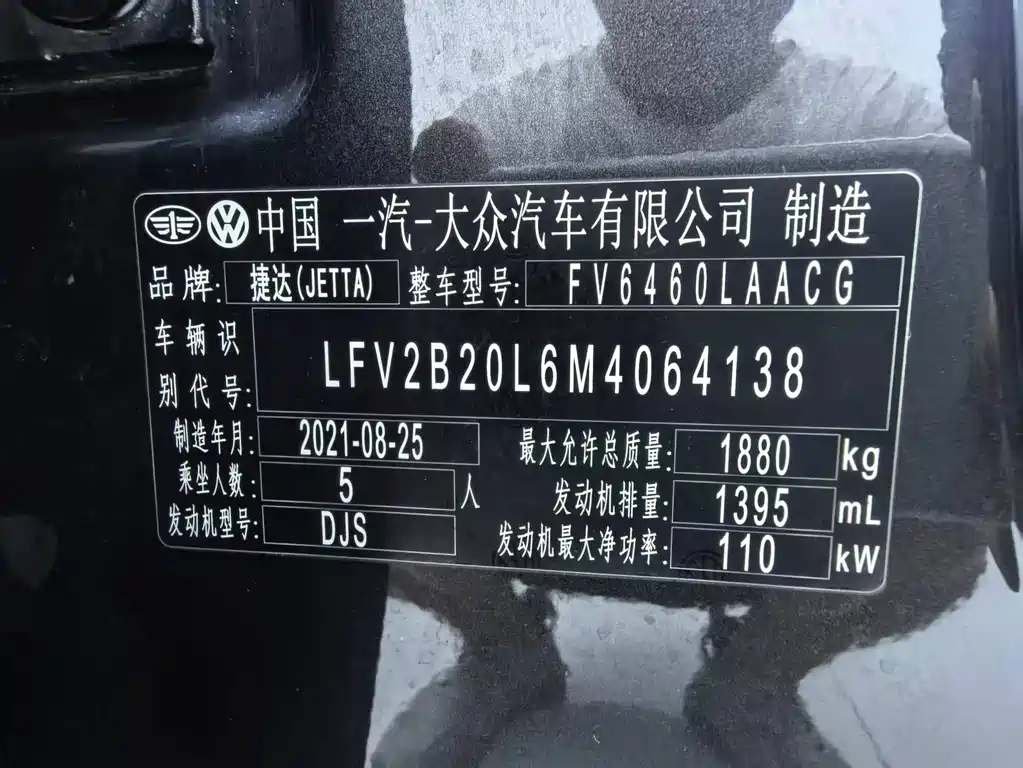 中国 一汽-大众汽车有限公司 制造
品牌: 捷达(JETTA) 整车型号: FV6460LAACG
车辆识别代号: LFV2B20L6M4064138
制造年月: 2021-08-25 最大允许总质量: 1880 kg
乘坐人数: 5 人 发动机排量: 1395 mL
发动机型号: DJS 发动机最大净功率: 110 kW